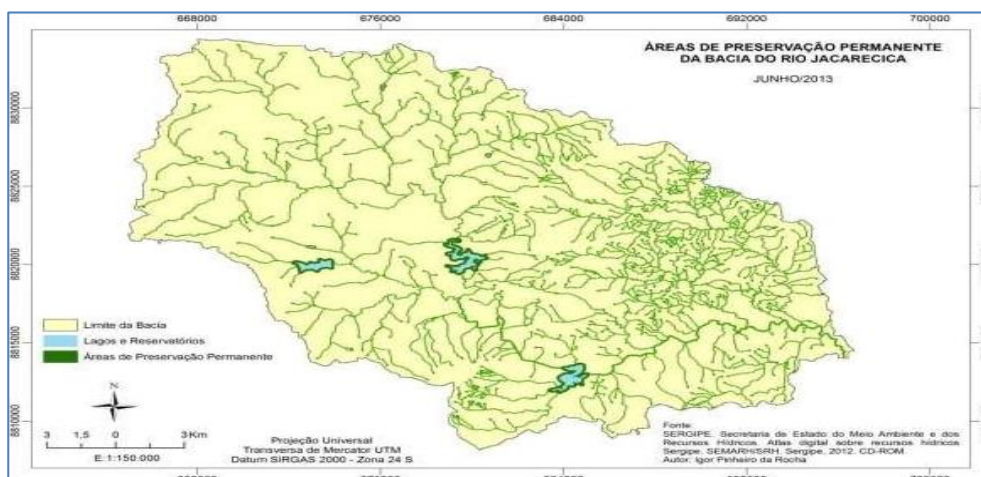 668000 676000 684000 692000 700000
ÁREAS DE PRESERVAÇÃO PERMANENTE
DA BACIA DO RIO JACARECICA
JUNHO/2013
8830000
8825000
8820000
8815000
8810000
Limite da Bacia
Lagos e Reservatórios
Áreas de Preservação Permanente
N
3 1,5 0 3 Km
E 1:150.000
Projeção Universal
Transversa de Mercator UTM
Datum SIRGAS 2000 - Zona 24 S
Fonte:
SERGIPE. Secretaria de Estado do Meio Ambiente e dos
Recursos Hídricos. Atlas digital sobre recursos hídricos
Sergipe. SEMARH/SRH. Sergipe, 2012. CD-ROM.
Autor: Igor Pinheiro da Rocha